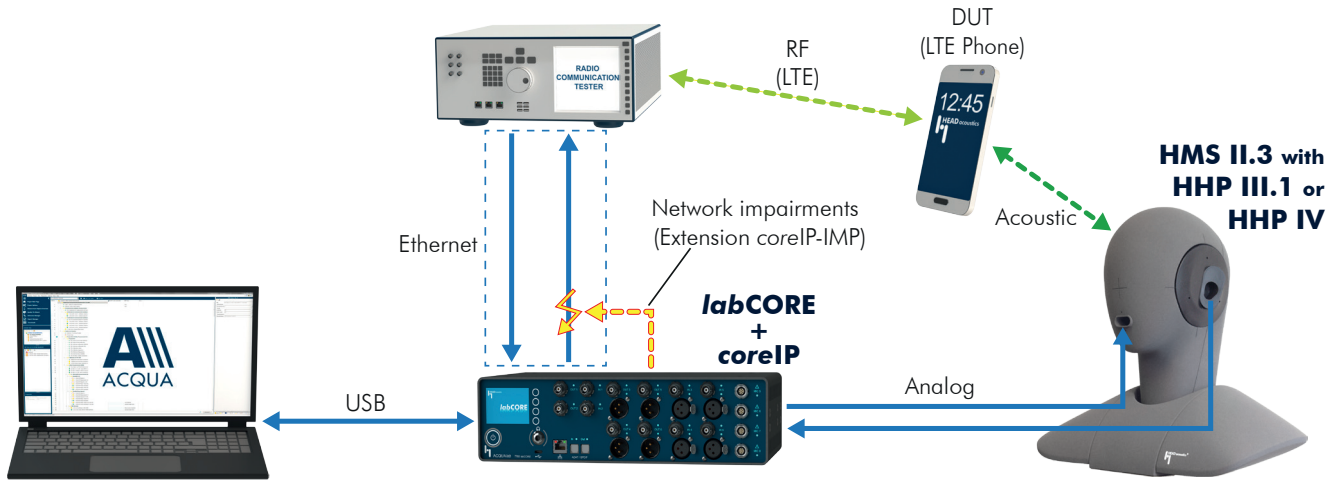 DUT
(LTE Phone)
RF
(LTE)
RADIO
COMMUNICATION
TESTER
12:45
HEAD acoustics
HMS II.3 with
HHP III.1 or
HHP IV
Network impairments
(Extension coreIP-IMP)
Acoustic
Ethernet
labCORE
+
coreIP
ACQUA
USB
labCORE
Analog